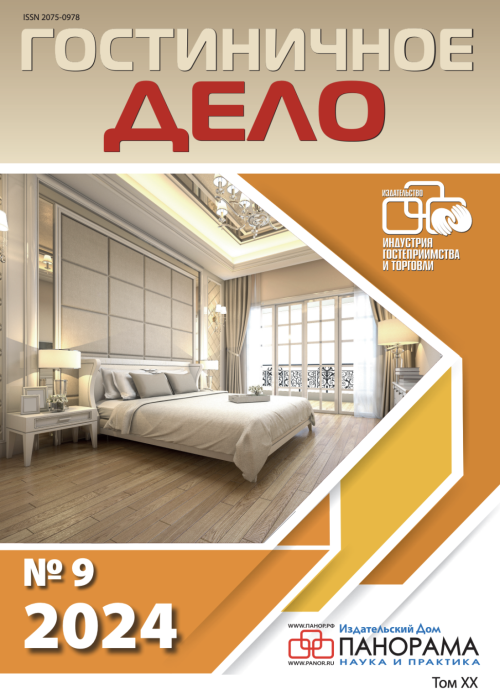 ISSN 2075-0978
ГОСТИНИЧНОЕ
ДЕЛО
ИЗДАТЕЛЬСТВО
ИНДУСТРИЯ
ГОСТЕПРИИМСТВА
И ТОРГОВЛИ
№ 9
2024
WWW.ПАНОР.РФ
WWW.PANOR.RU
Издательский Дом
ПАНОРАМА
НАУКА И ПРАКТИКА
Том XX